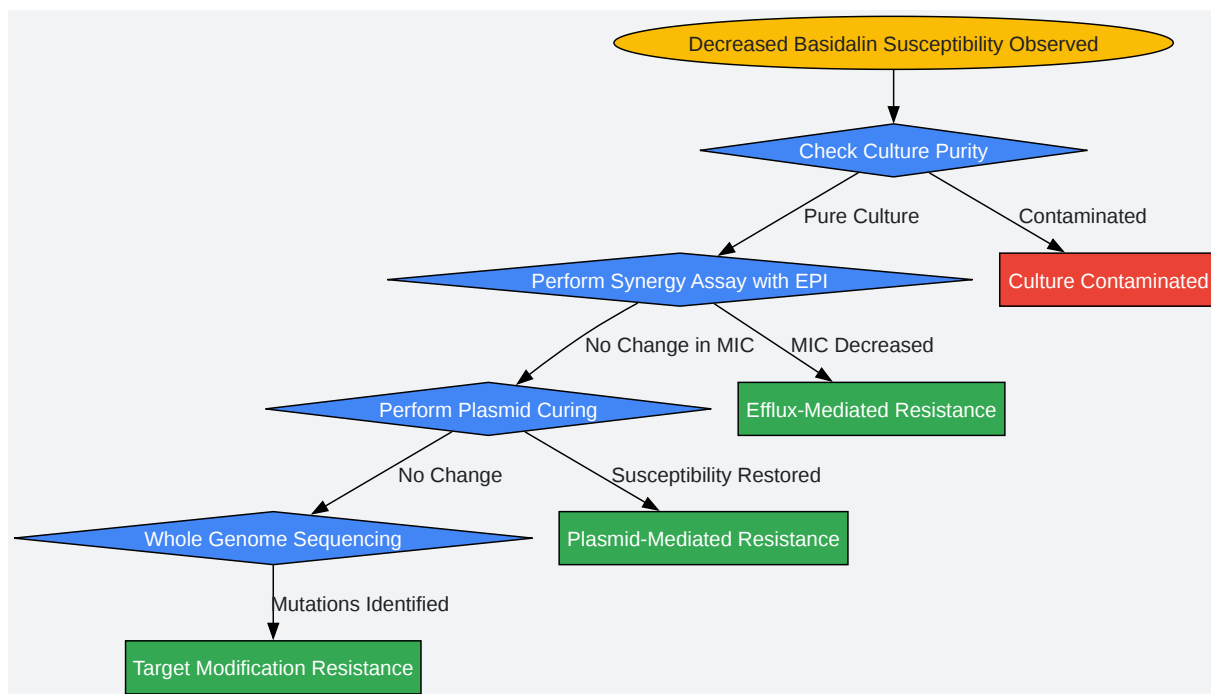 Decreased Basidalin Susceptibility Observed
Check Culture Purity
Pure Culture
Contaminated
Perform Synergy Assay with EPI
Culture Contaminated
No Change in MIC
MIC Decreased
Perform Plasmid Curing
Efflux-Mediated Resistance
No Change
Susceptibility Restored
Whole Genome Sequencing
Plasmid-Mediated Resistance
Mutations Identified
Target Modification Resistance